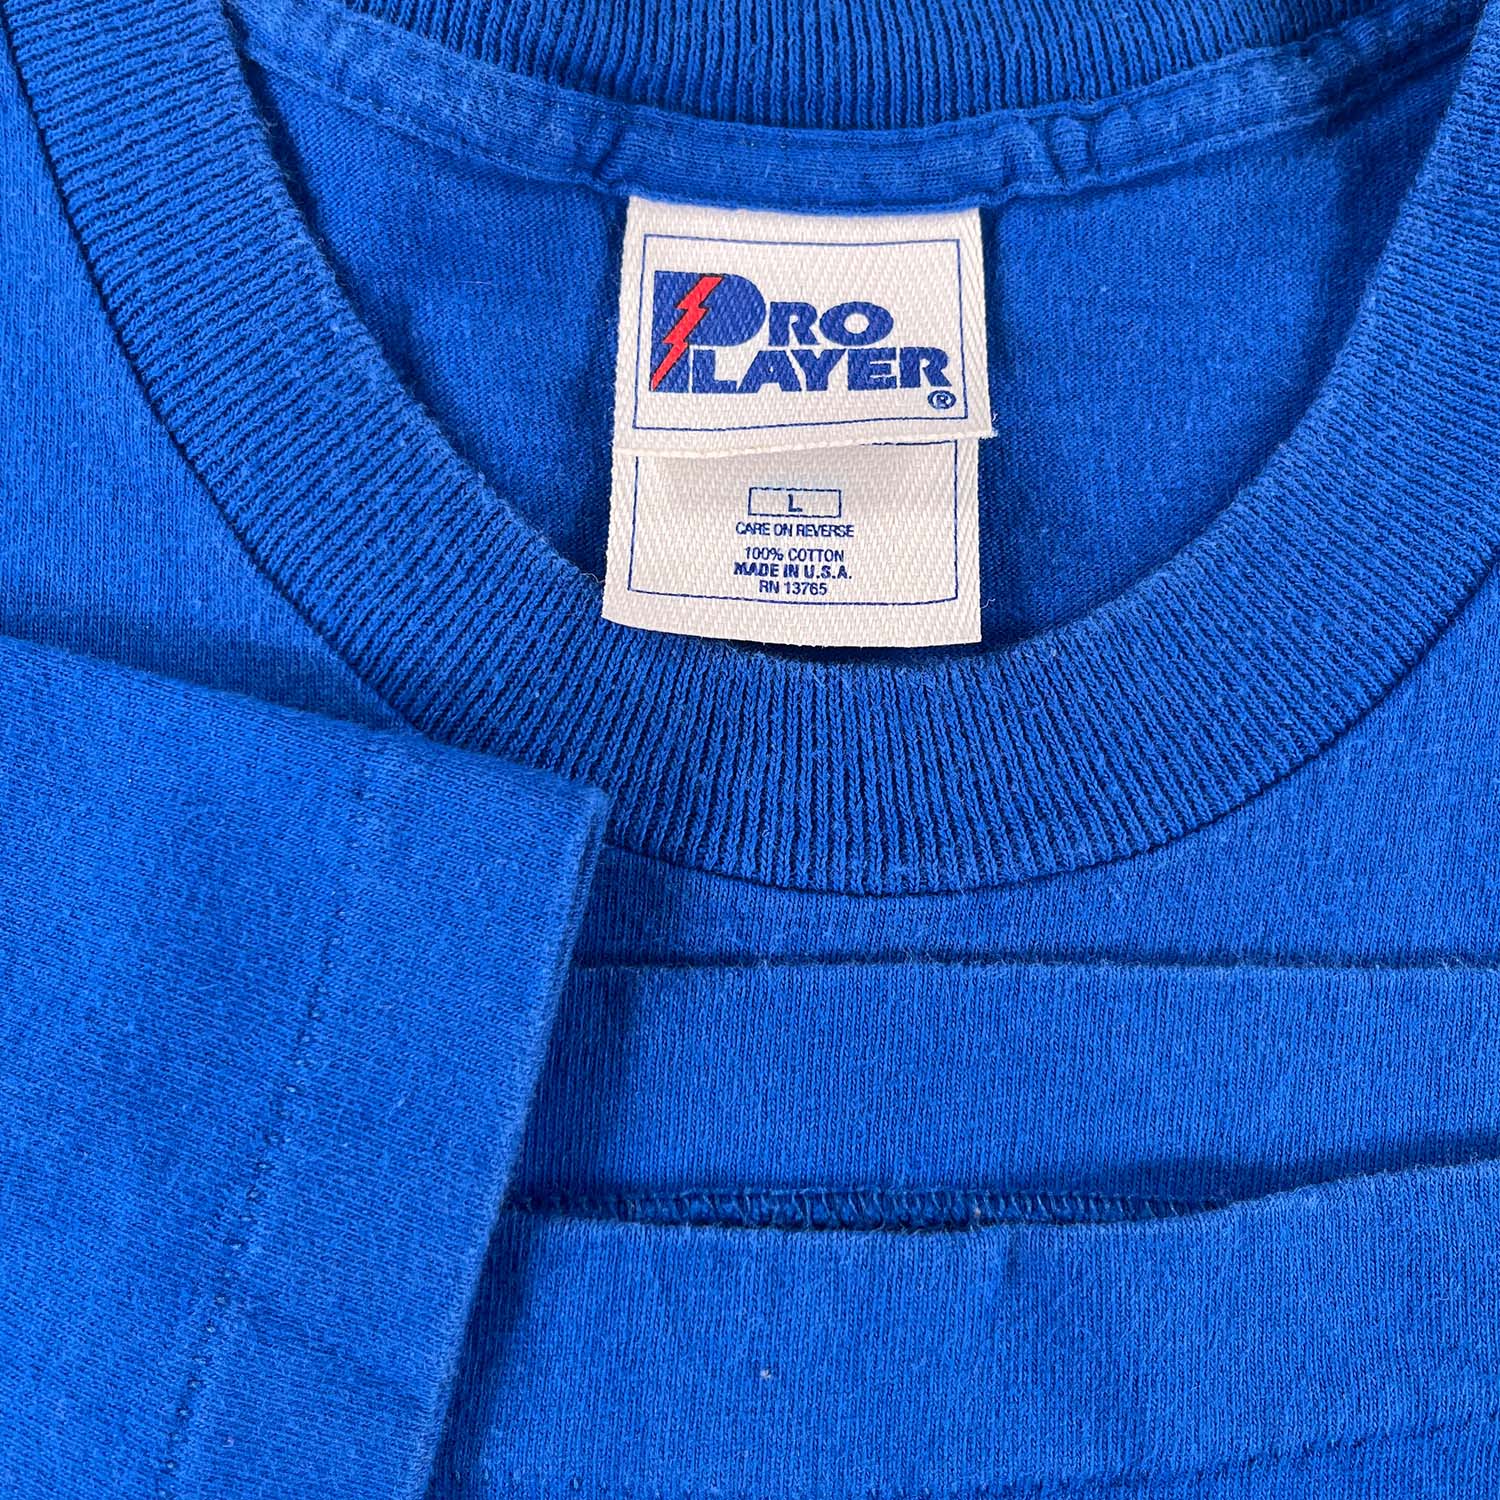 PRO
PLAYER®
L
CARE ON REVERSE
100% COTTON
MADE IN U.S.A.
RN 13765